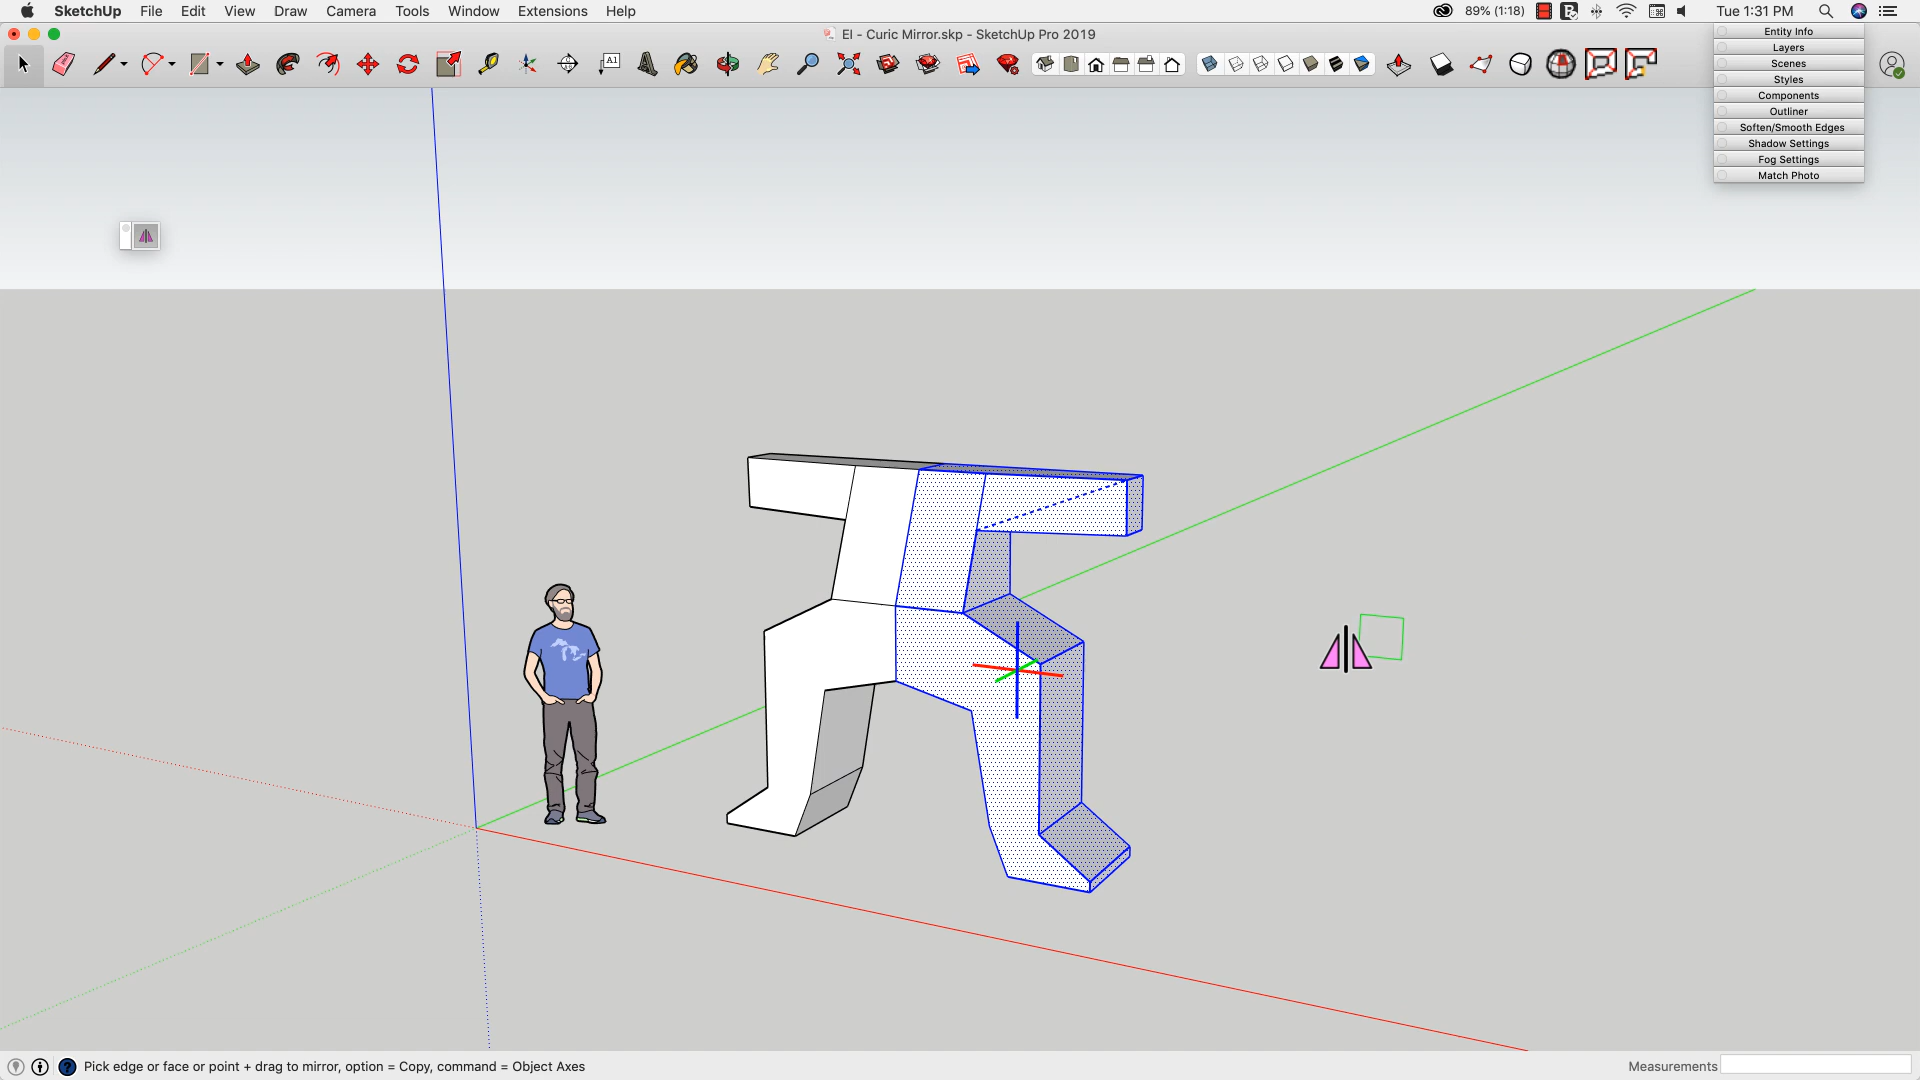 SketchUp File Edit View Draw Camera Tools Window Extensions Help 89% (1:18) Tue 1:31 PM
EI - Curic Mirror.skp - SketchUp Pro 2019
A1
Entity Info
Layers
Scenes
Styles
Components
Outliner
Soften/Smooth Edges
Shadow Settings
Fog Settings
Match Photo
Pick edge or face or point + drag to mirror, option = Copy, command = Object Axes
Measurements